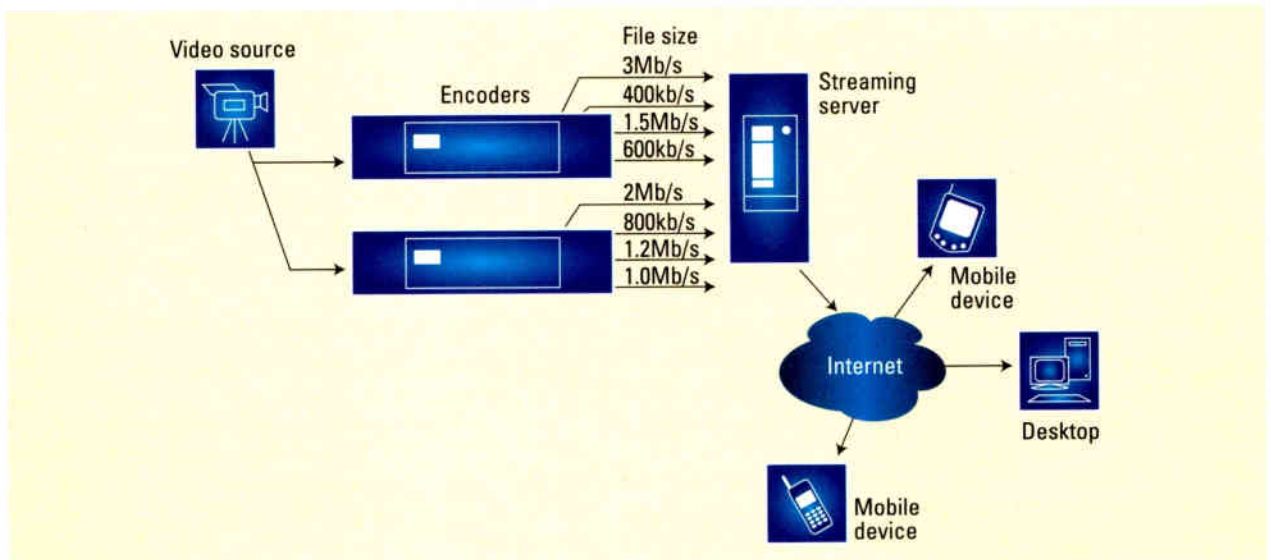 Video source
Encoders
File size
3Mb/s
400kb/s
1.5Mb/s
600kb/s
2Mb/s
800kb/s
1.2Mb/s
1.0Mb/s
Streaming
server
Mobile
device
Internet
Desktop
Mobile
device